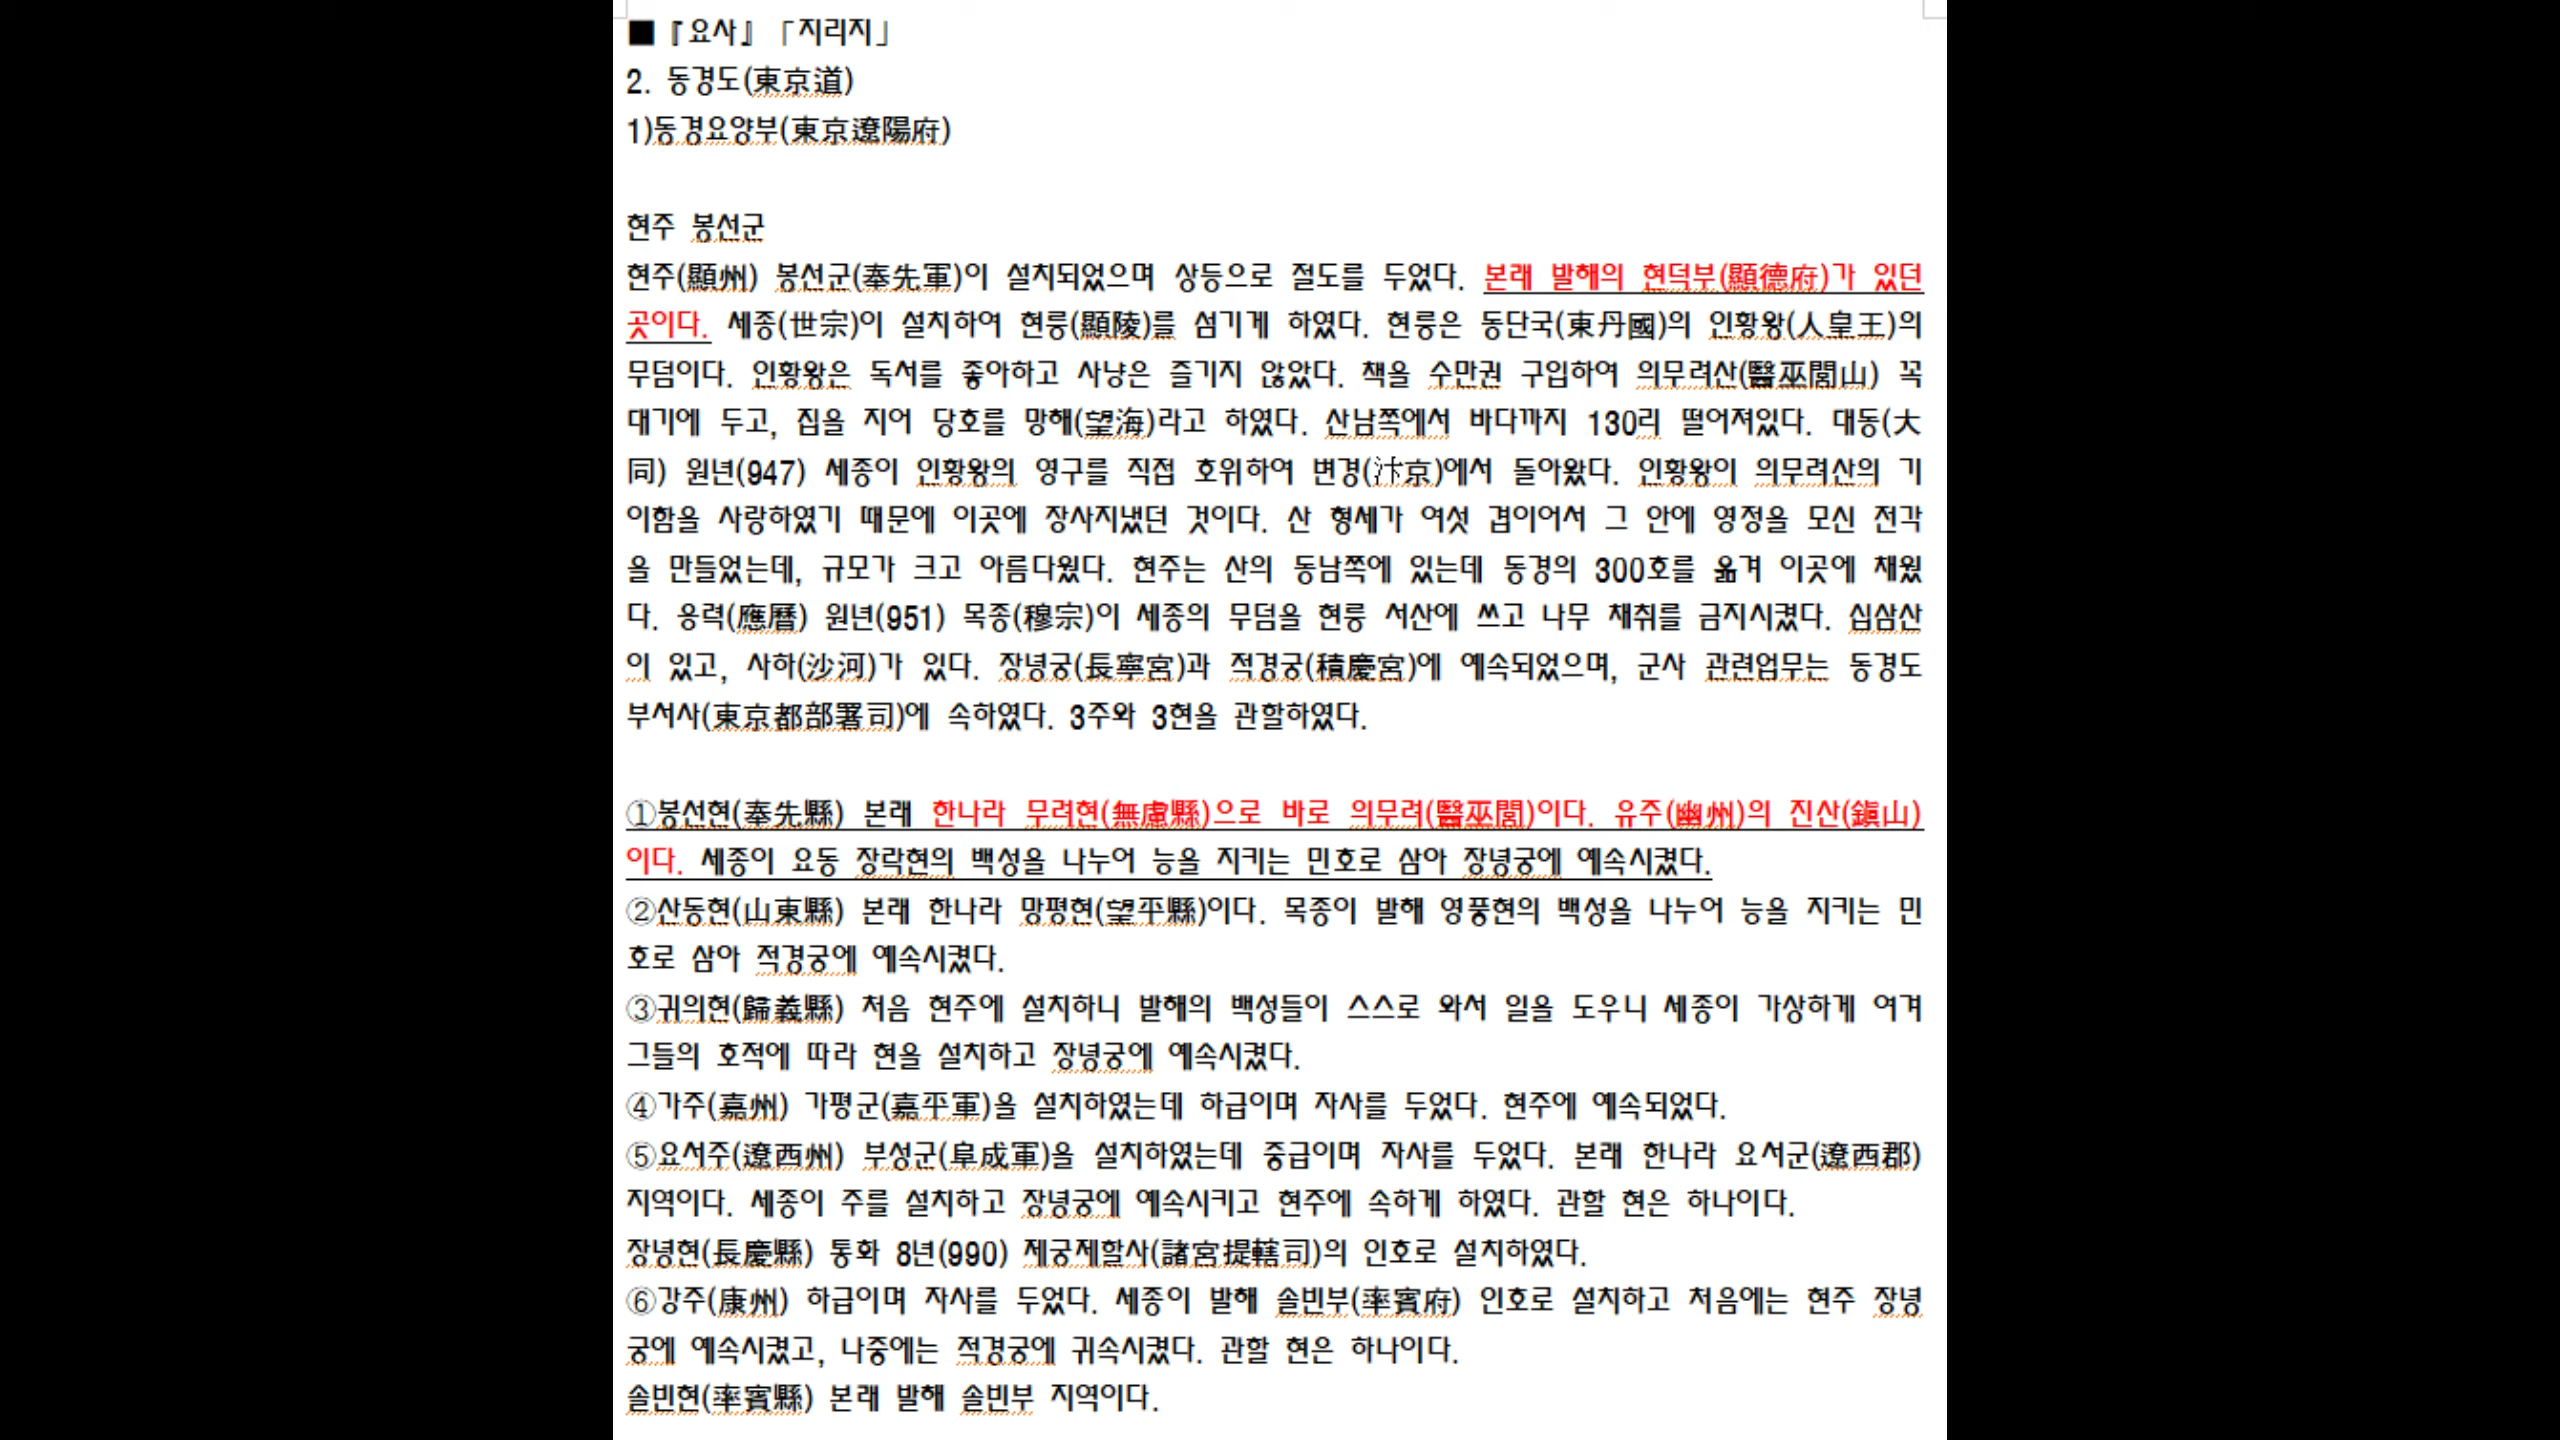 ■『요사』「지리지」
2. 동경도(東京道)
1)동경요양부(東京遼陽府)
현주 봉선군
현주(顯州) 봉선군(奉先軍)이 설치되었으며 상등으로 절도를 두었다. 본래 발해의 현덕부(顯德府)가 있던
곳이다. 세종(世宗)이 설치하여 현릉(顯陵)를 섬기게 하였다. 현릉은 동단국(東丹國)의 인황왕(人皇王)의
무덤이다. 인황왕은 독서를 좋아하고 사냥은 즐기지 않았다. 책을 수만권 구입하여 의무려산(醫巫閭山) 꼭
대기에 두고, 집을 지어 당호를 망해(望海)라고 하였다. 산남쪽에서 바다까지 130리 떨어져있다. 대동(大
同) 원년(947) 세종이 인황왕의 영구를 직접 호위하여 변경(汴京)에서 돌아왔다. 인황왕이 의무려산의 기
이함을 사랑하였기 때문에 이곳에 장사지냈던 것이다. 산 형세가 여섯 겹이어서 그 안에 영정을 모신 전각
을 만들었는데, 규모가 크고 아름다웠다. 현주는 산의 동남쪽에 있는데 동경의 300호를 옮겨 이곳에 채웠
다. 응력(應曆) 원년(951) 목종(穆宗)이 세종의 무덤을 현릉 서산에 쓰고 나무 채취를 금지시켰다. 십삼산
이 있고, 사하(沙河)가 있다. 장녕궁(長寧宮)과 적경궁(積慶宮)에 예속되었으며, 군사 관련업무는 동경도
부서사(東京都部署司)에 속하였다. 3주와 3현을 관할하였다.
①봉선현(奉先縣) 본래 한나라 무려현(無慮縣)으로 바로 의무려(醫巫閭)이다. 유주(幽州)의 진산(鎭山)
이다. 세종이 요동 장락현의 백성을 나누어 능을 지키는 민호로 삼아 장녕궁에 예속시켰다.
②산동현(山東縣) 본래 한나라 망평현(望平縣)이다. 목종이 발해 영풍현의 백성을 나누어 능을 지키는 민
호로 삼아 적경궁에 예속시켰다.
③귀의현(歸義縣) 처음 현주에 설치하니 발해의 백성들이 스스로 와서 일을 도우니 세종이 가상하게 여겨
그들의 호적에 따라 현을 설치하고 장녕궁에 예속시켰다.
④가주(嘉州) 가평군(嘉平軍)을 설치하였는데 하급이며 자사를 두었다. 현주에 예속되었다.
⑤요서주(遼西州) 부성군(阜成軍)을 설치하였는데 중급이며 자사를 두었다. 본래 한나라 요서군(遼西郡)
지역이다. 세종이 주를 설치하고 장녕궁에 예속시키고 현주에 속하게 하였다. 관할 현은 하나이다.
장녕현(長慶縣) 통화 8년(990) 제궁제할사(諸宮提轄司)의 인호로 설치하였다.
⑥강주(康州) 하급이며 자사를 두었다. 세종이 발해 솔빈부(率賓府) 인호로 설치하고 처음에는 현주 장녕
궁에 예속시켰고, 나중에는 적경궁에 귀속시켰다. 관할 현은 하나이다.
솔빈현(率賓縣) 본래 발해 솔빈부 지역이다.